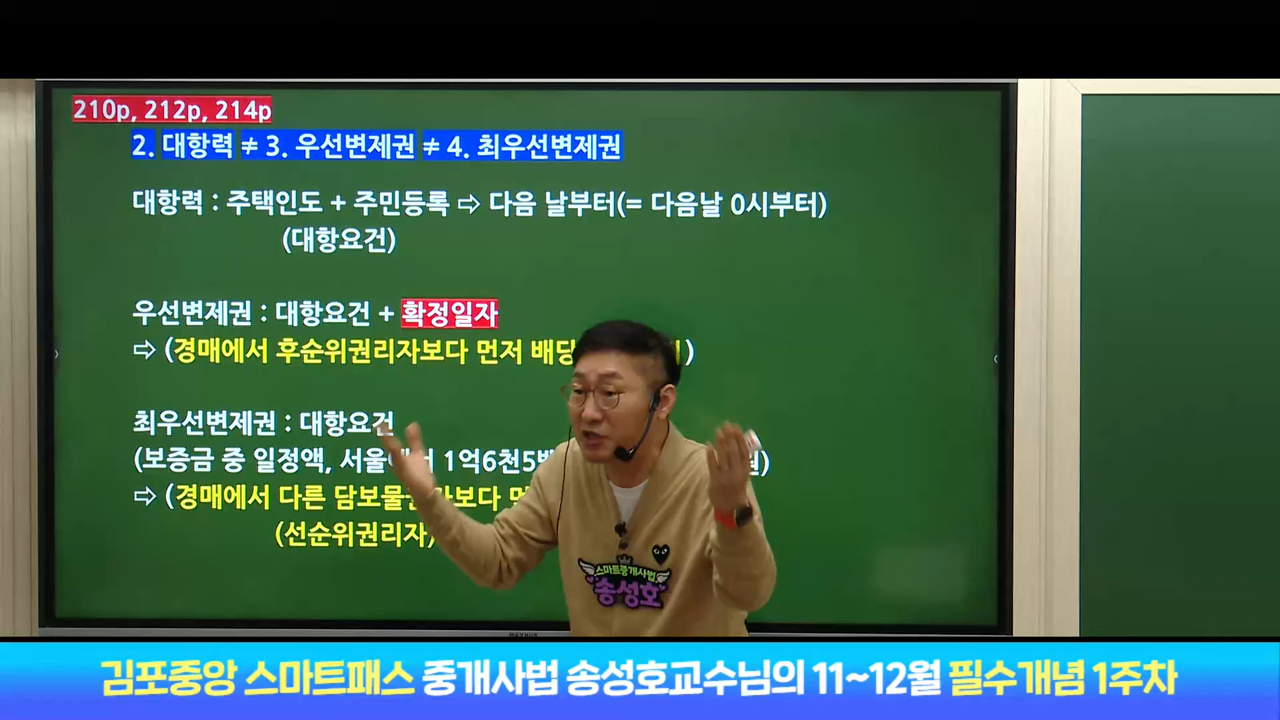 210p, 212p, 214p
2. 대항력 ≠ 3. 우선변제권 ≠ 4. 최우선변제권
대항력 : 주택인도 + 주민등록 ⇨ 다음 날부터(= 다음날 0시부터)
(대항요건)
우선변제권 : 대항요건 + 확정일자
⇨ (경매에서 후순위권리자보다 먼저 배당 )
최우선변제권 : 대항요건
(보증금 중 일정액, 서울 1억6천5 )
⇨ (경매에서 다른 담보물 보다
(선순위권리자)
스마트중개사법
송성호
김포중앙 스마트패스 중개사법 송성호교수님의 11~12월 필수개념 1주차